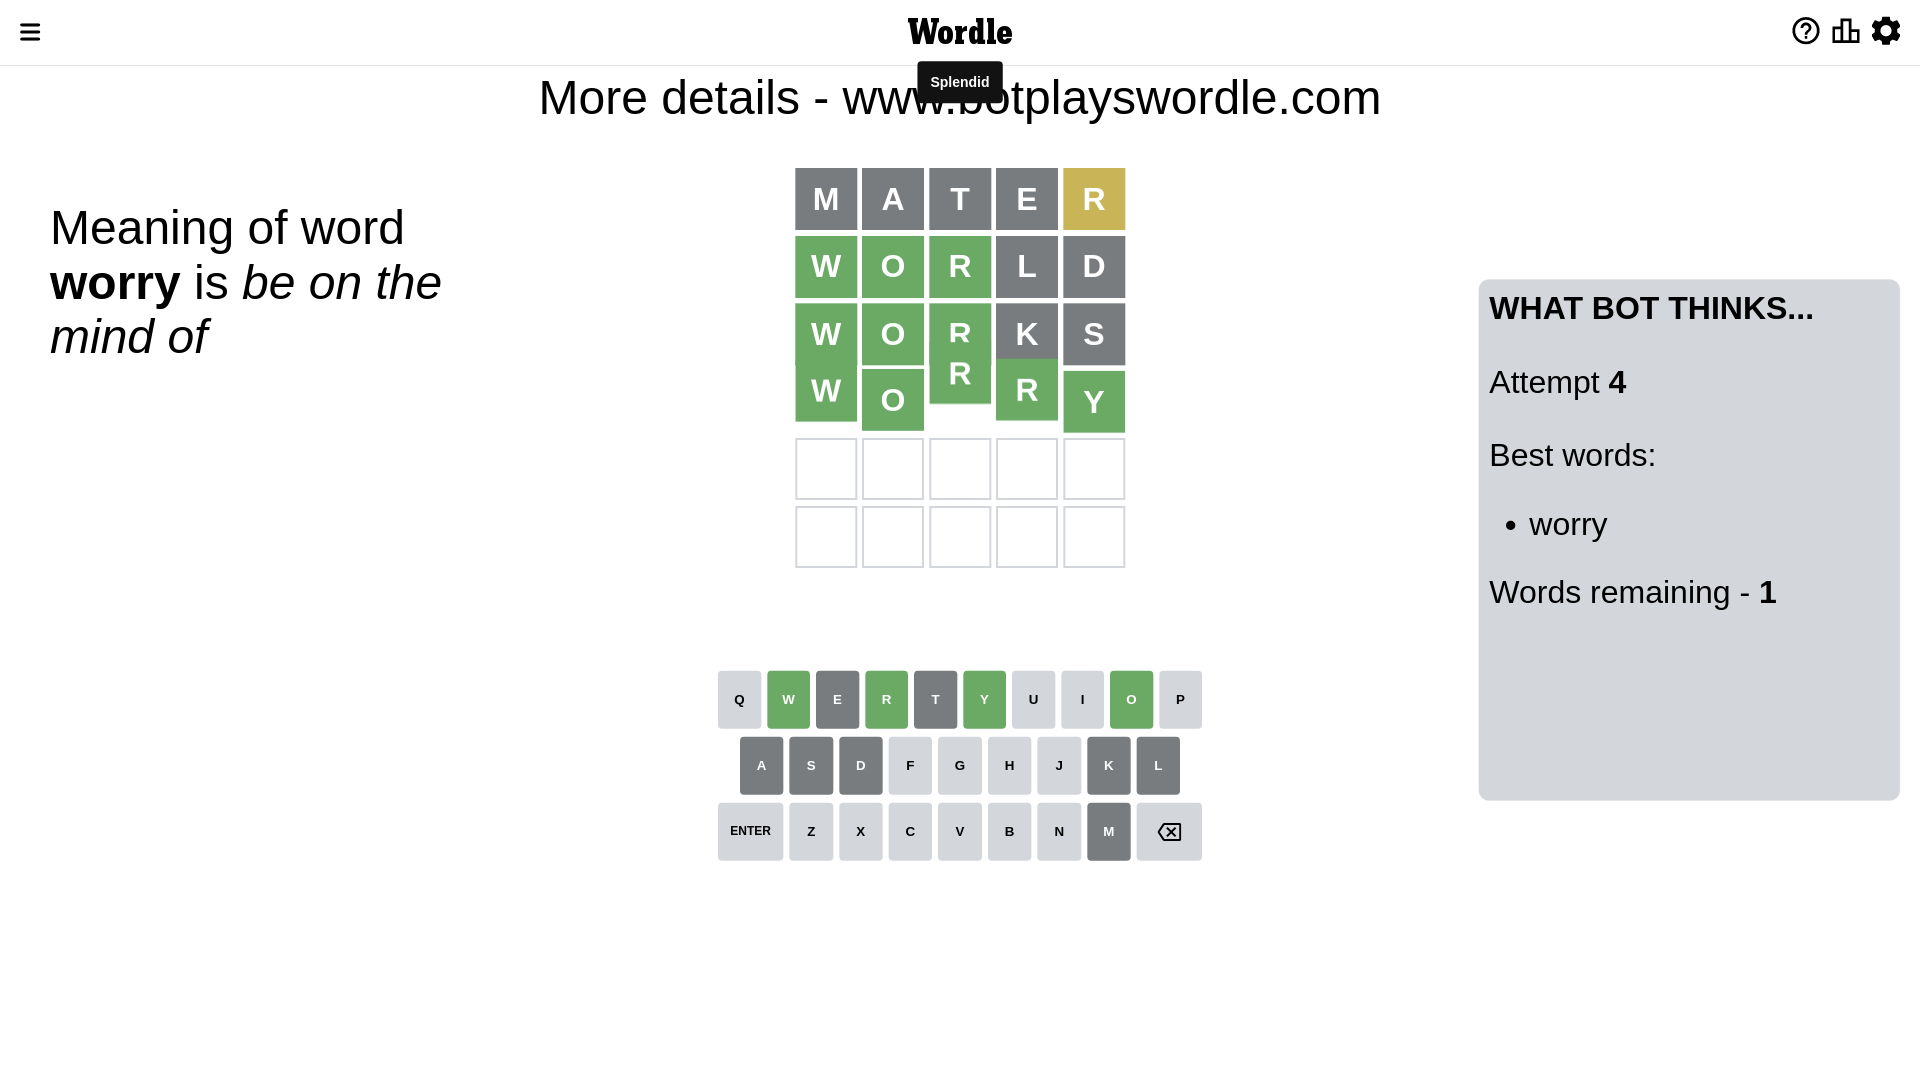 Wordle
Splendid
More details - www.botplayswordle.com
Meaning of word
worry is be on the
mind of
M A T E R
W O R L D
W O R K S
W O R R Y
WHAT BOT THINKS...
Attempt 4
Best words:
• worry
Words remaining - 1
Q W E R T Y U I O P
A S D F G H J K L
ENTER Z X C V B N M